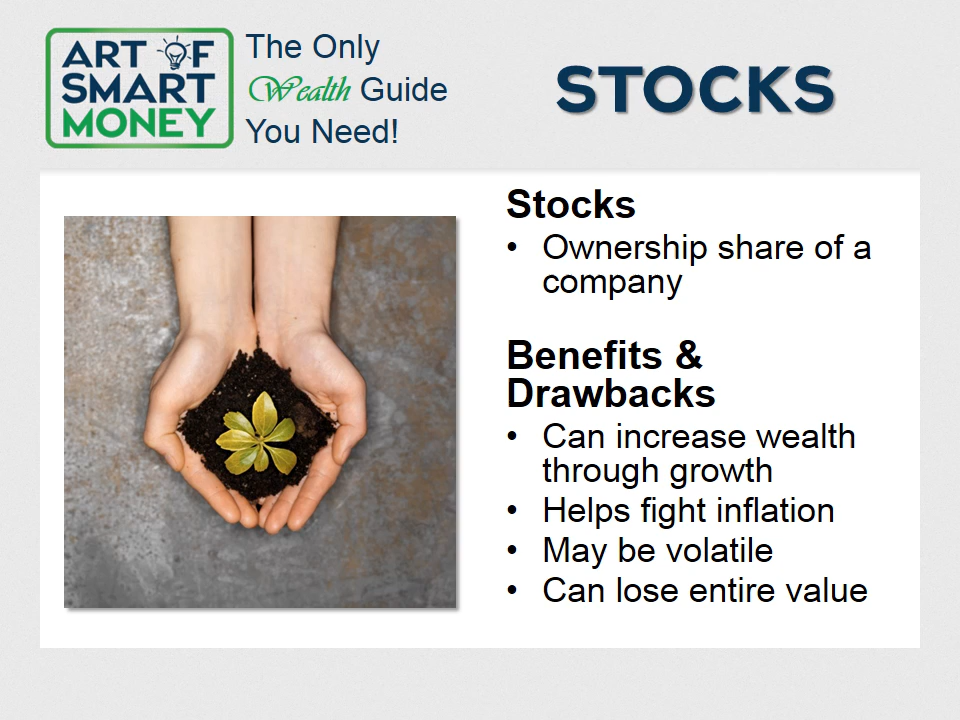 ART OF
SMART
MONEY
The Only
Wealth Guide
You Need!
STOCKS
Stocks
• Ownership share of a
company
Benefits &
Drawbacks
• Can increase wealth
through growth
• Helps fight inflation
• May be volatile
• Can lose entire value